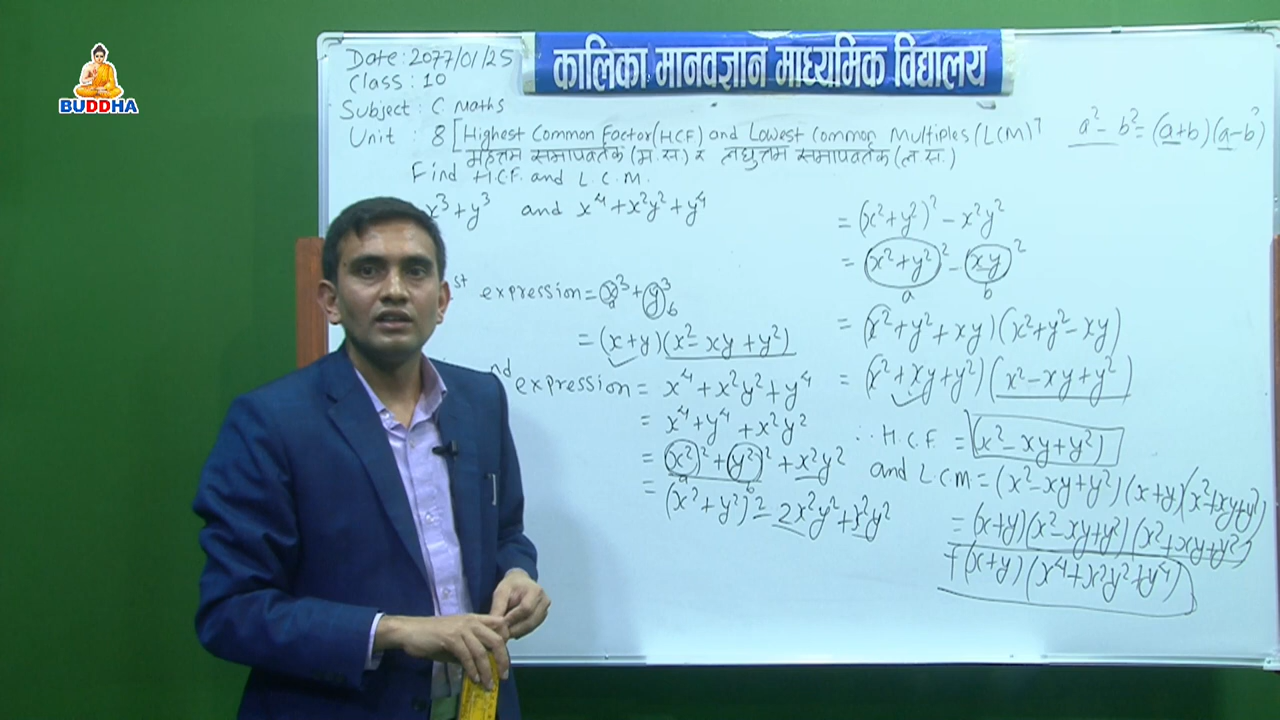 BUDDHA
कालिका मानवज्ञान माध्यमिक विद्यालय
Date: 2077/01/25
Class: 10
Subject: C. Maths
Unit: 8 [Highest Common Factor (HCF) and Lowest Common Multiples (LCM)]
महत्तम समापवर्तक (म.स) र लघुत्तम समापवर्तक (ल.स.)
Find H.C.F. and L.C.M.
x³+y³ and x⁴+x²y²+y⁴
st expression = (x)³+(y)³
a b
= (x+y)(x²-xy+y²)
nd expression = x⁴+x²y²+y⁴
= x⁴+y⁴+x²y²
= (x²)²+(y²)²+x²y²
a b
= (x²+y²)²-2x²y²+x²y²
a²-b²=(a+b)(a-b)
= (x²+y²)²-x²y²
= (x²+y²)²-(xy)²
a b
= (x²+y²+xy)(x²+y²-xy)
= (x²+xy+y²)(x²-xy+y²)
∴ H.C.F = (x²-xy+y²)
and L.C.M = (x²-xy+y²)(x+y)(x²+xy+y²)
= (x+y)(x²-xy+y²)(x²+xy+y²)
= (x+y)(x⁴+x²y²+y⁴)